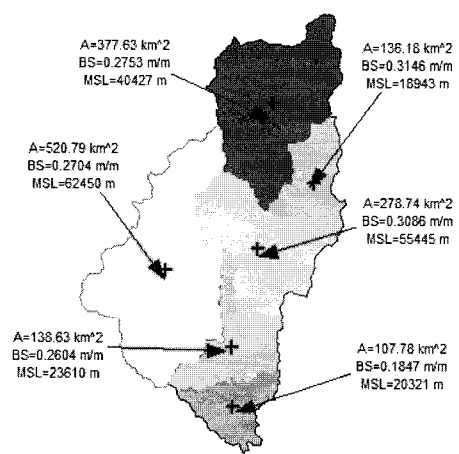 A=377.63 km^2
BS=0.2753 m/m
MSL=40427 m
A=136.18 km^2
BS=0.3146 m/m
MSL=18943 m
A=520.79 km^2
BS=0.2704 m/m
MSL=62450 m
A=278.74 km^2
BS=0.3086 m/m
MSL=55445 m
A=138.63 km^2
BS=0.2604 m/m
MSL=23610 m
A=107.78 km^2
BS=0.1847 m/m
MSL=20321 m